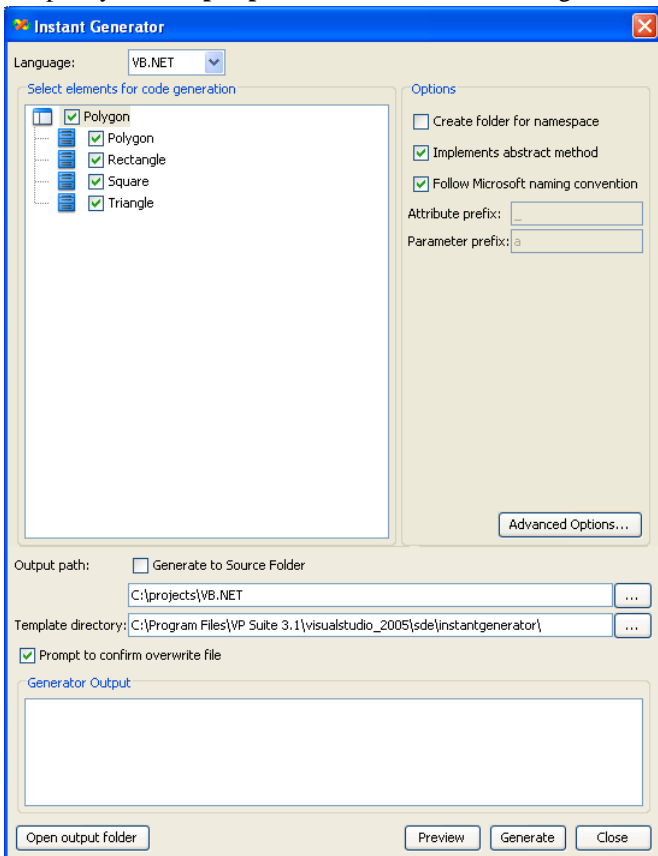 Instant Generator
Language: VB.NET
Select elements for code generation
Polygon
Polygon
Rectangle
Square
Triangle
Options
Create folder for namespace
Implements abstract method
Follow Microsoft naming convention
Attribute prefix: _
Parameter prefix: a
Advanced Options...
Output path: Generate to Source Folder
C:\projects\VB.NET ...
Template directory: C:\Program Files\VP Suite 3.1\visualstudio_2005\sde\instantgenerator\ ...
Prompt to confirm overwrite file
Generator Output
Open output folder Preview Generate Close